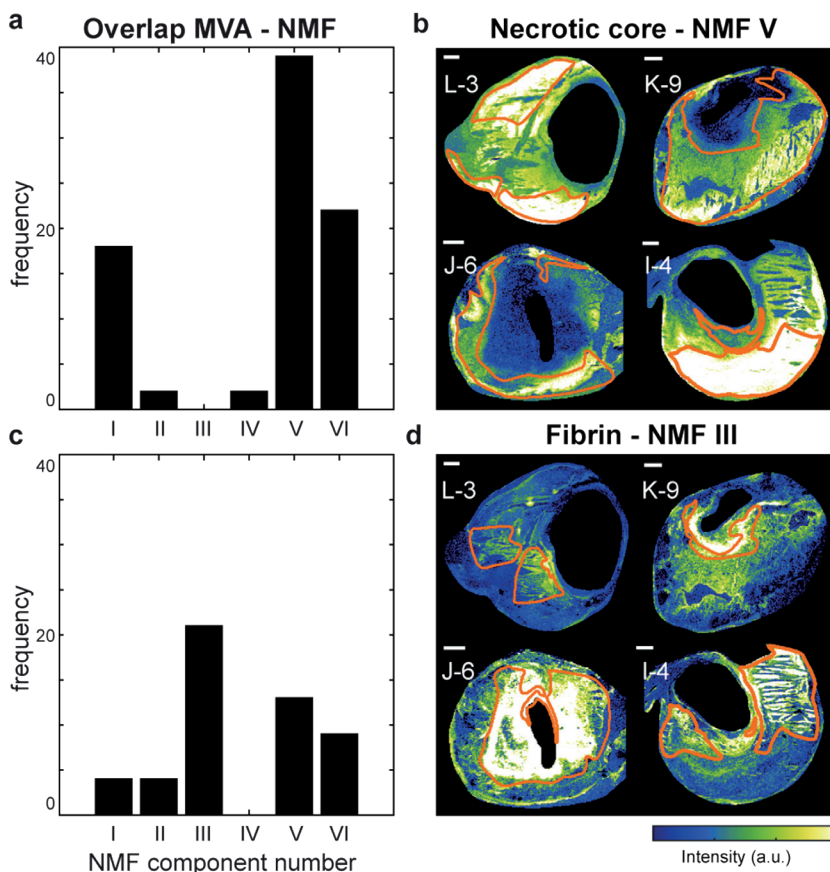 a
Overlap MVA - NMF
40
20
0
frequency
I II III IV V VI
b
Necrotic core - NMF V
L-3
K-9
J-6
I-4
c
40
20
0
frequency
I II III IV V VI
NMF component number
d
Fibrin - NMF III
L-3
K-9
J-6
I-4
Intensity (a.u.)